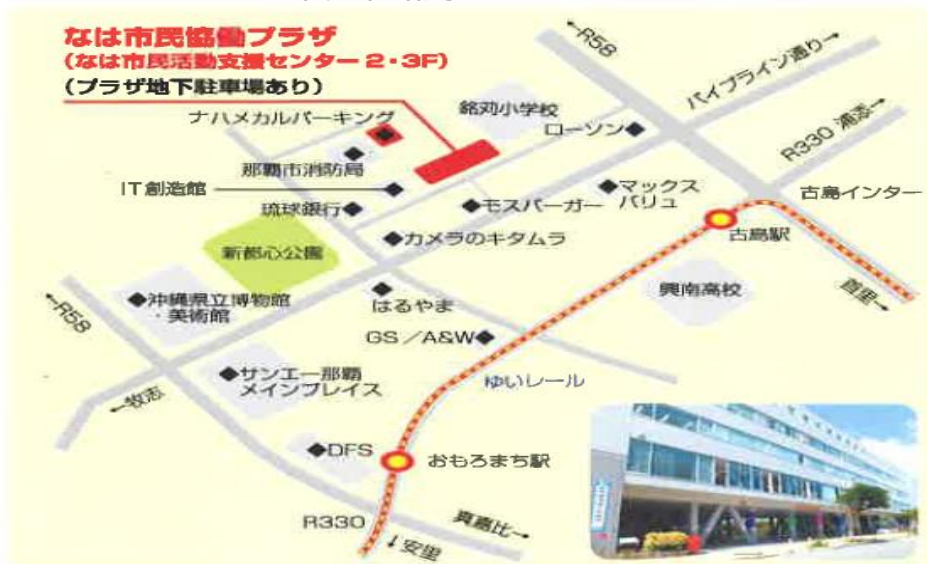 なは市民協働プラザ
(なは市民活動支援センター2・3F)
(プラザ地下駐車場あり)
ナハメカルパーキング
銘苅小学校
←R58
パイプライン通り→
ローソン
R330 浦添→
那覇市消防局
IT創造館
琉球銀行
モスバーガー
マックス
バリュ
古島インター
新都心公園
カメラのキタムラ
古島駅
沖縄県立博物館
・美術館
はるやま
興南高校
首里→
←R58
GS/A&W
サンエー那覇
メインプレイス
ゆいレール
←牧志
DFS
おもろまち駅
R330
真嘉比→
↓安里